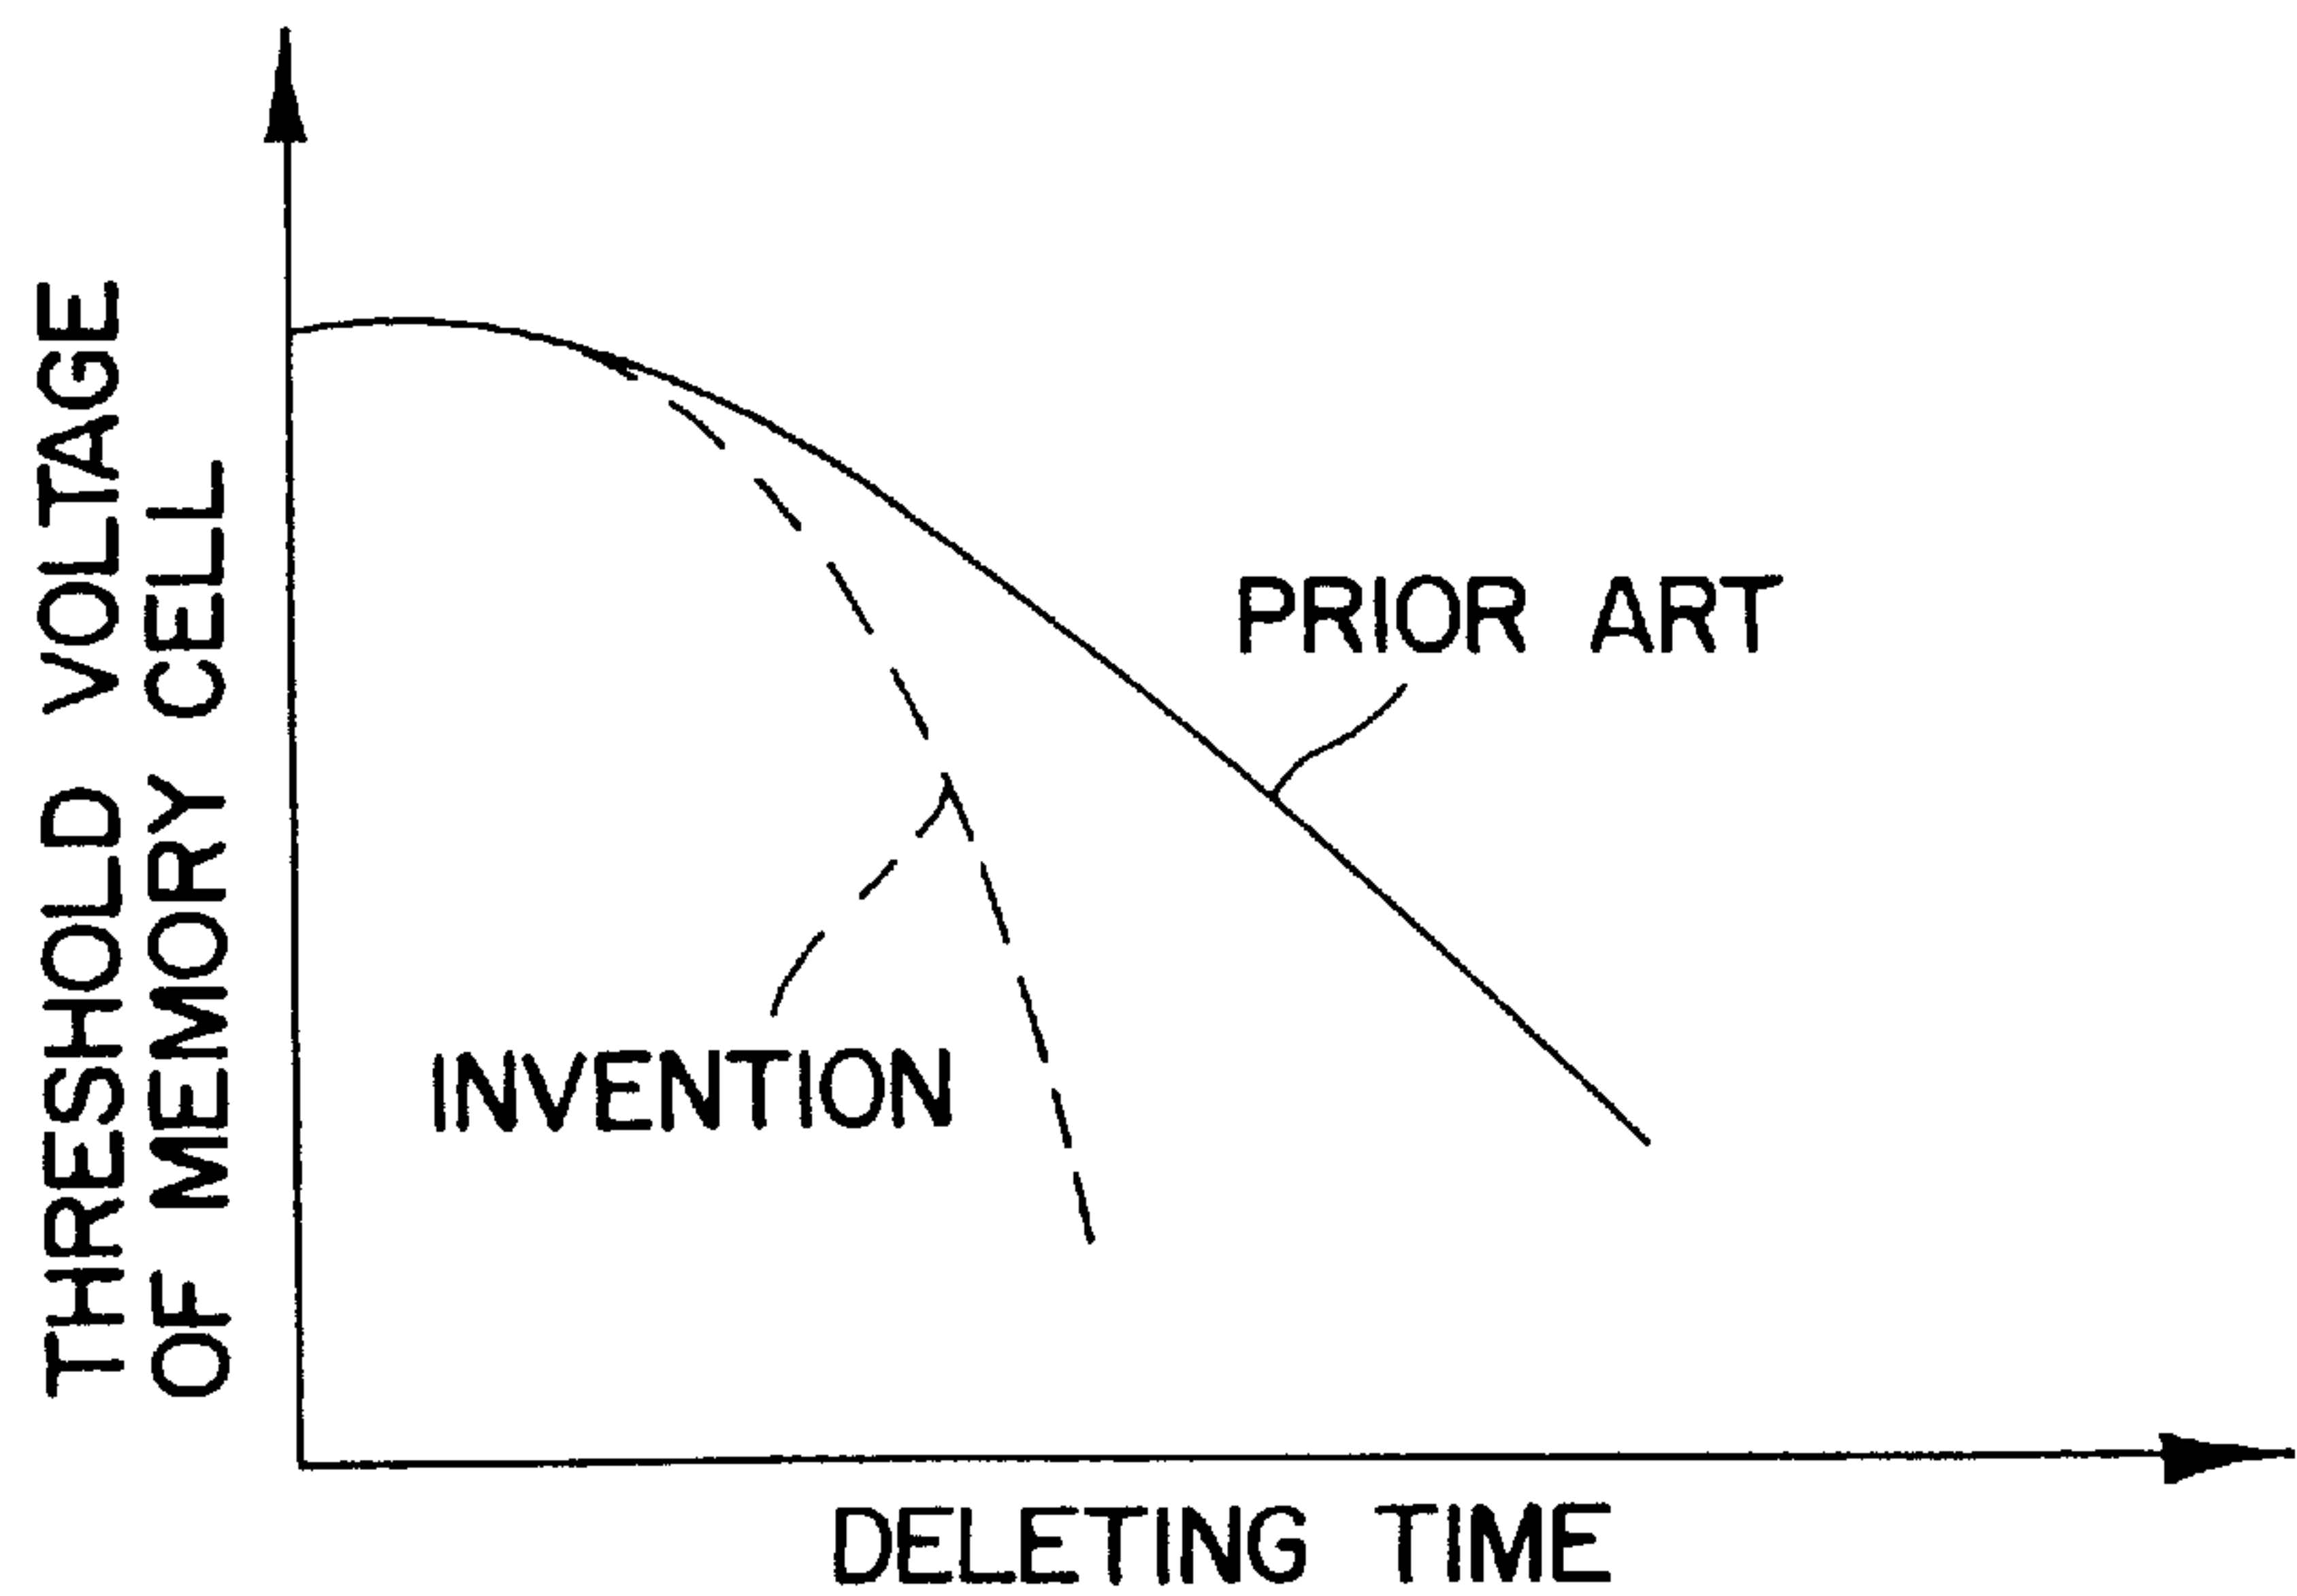 THRESHOLD VOLTAGE
OF MEMORY CELL
PRIOR ART
INVENTION
DELETING TIME